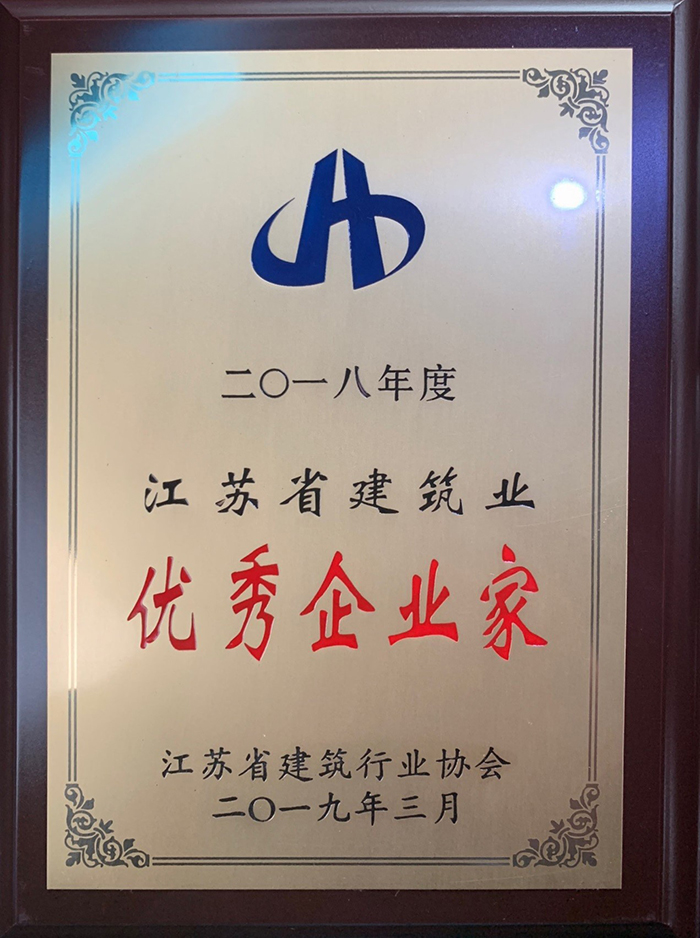 二〇一八年度
江苏省建筑业
优秀企业家
江苏省建筑行业协会
二〇一九年三月